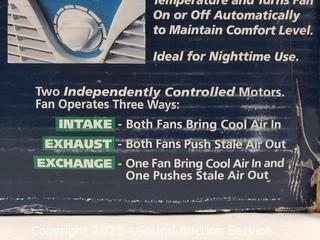 Temperature and Turns Fan
On or Off Automatically
to Maintain Comfort Level.
Ideal for Nighttime Use.
Two Independently Controlled Motors.
Fan Operates Three Ways:
INTAKE - Both Fans Bring Cool Air In
EXHAUST - Both Fans Push Stale Air Out
EXCHANGE - One Fan Bring Cool Air In and
One Pushes Stale Air Out
Copyright 2021 - Sound Auction Service